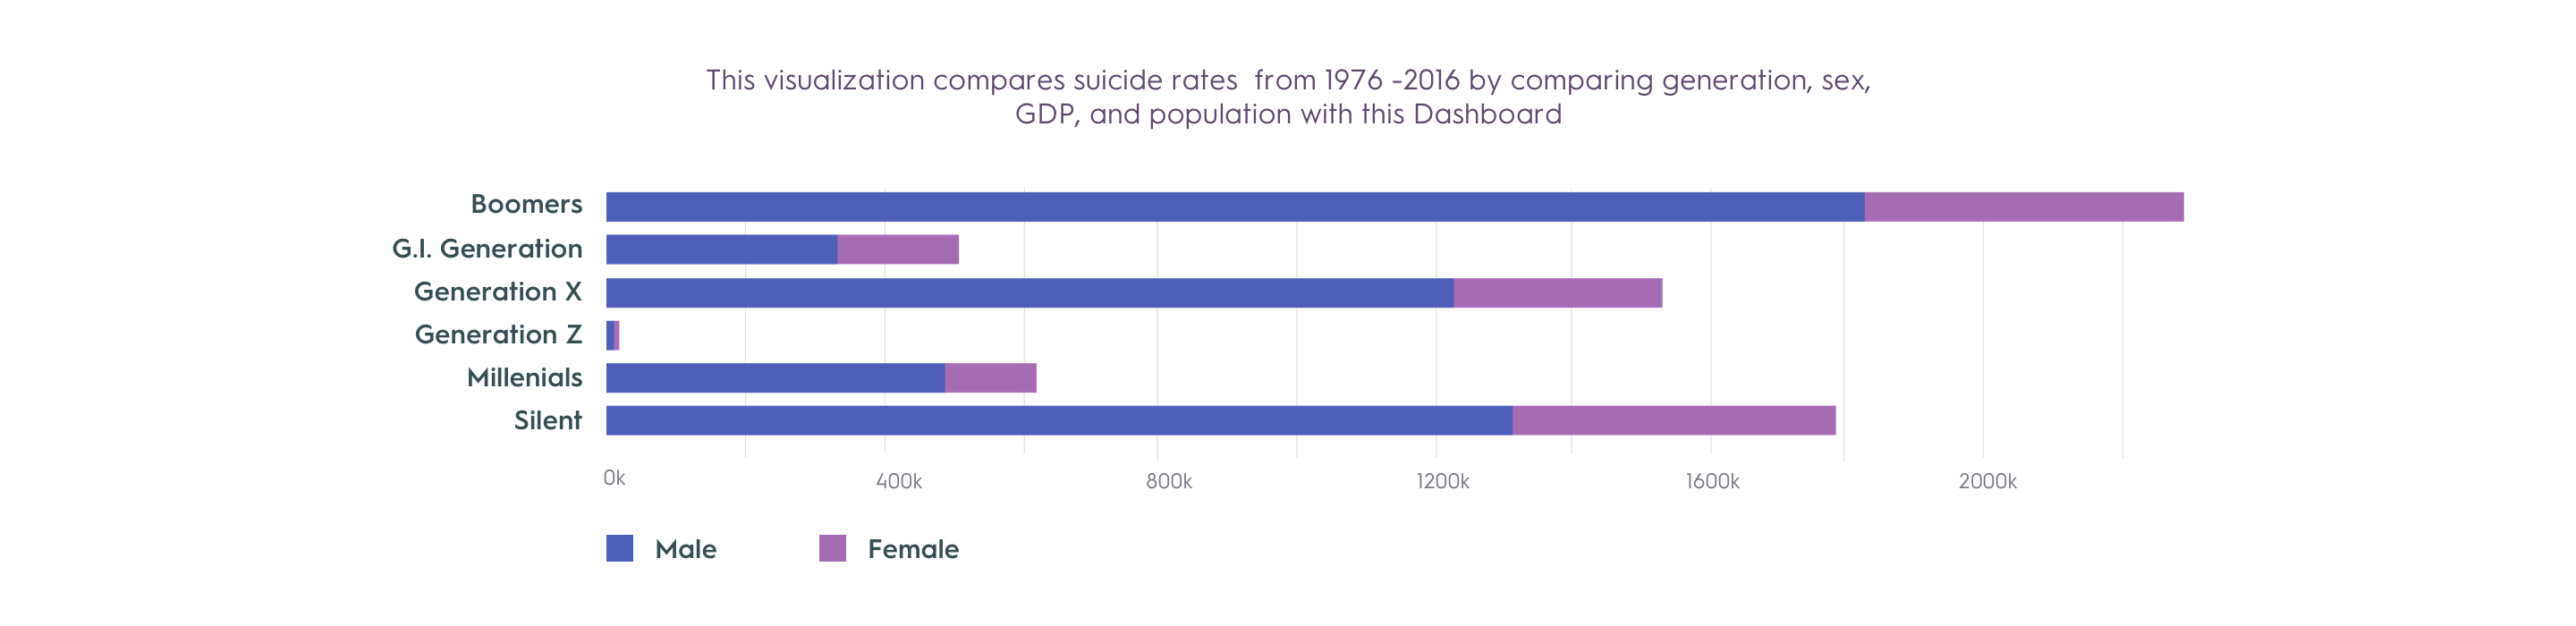 This visualization compares suicide rates  from 1976 -2016 by comparing generation, sex,
GDP, and population with this Dashboard
Boomers
G.I. Generation
Generation X
Generation Z
Millenials
Silent
0k 400k 800k 1200k 1600k 2000k
Male Female